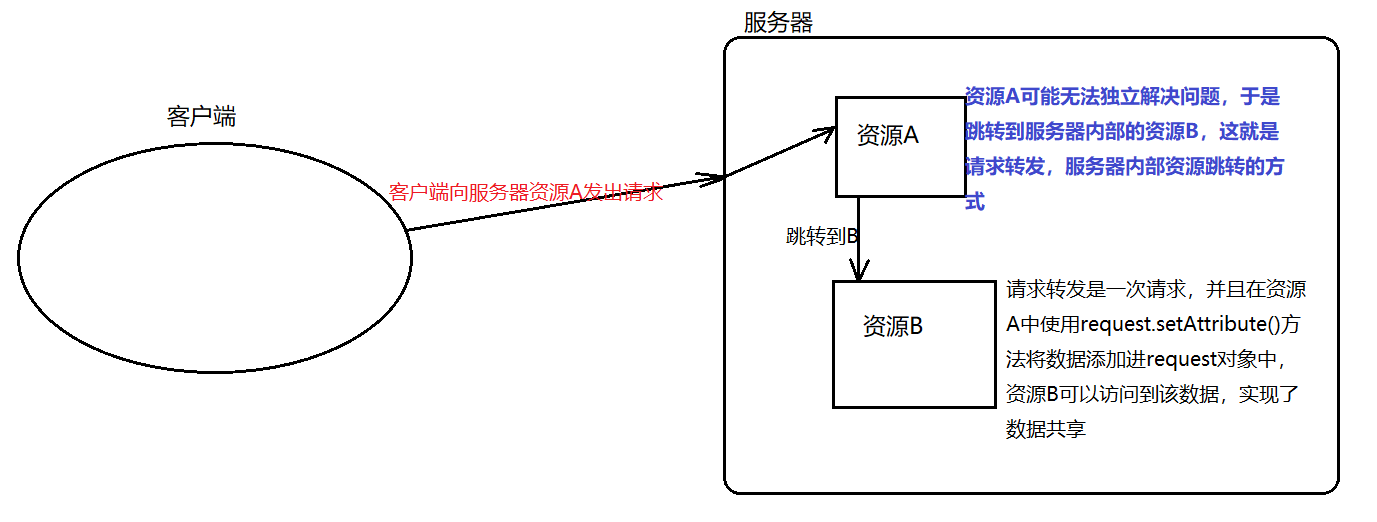 服务器
客户端
资源A可能无法独立解决问题，于是
跳转到服务器内部的资源B，这就是
请求转发，服务器内部资源跳转的方
式
资源A
客户端向服务器资源A发出请求
跳转到B
资源B
请求转发是一次请求，并且在资源
A中使用request.setAttribute()方
法将数据添加进request对象中，
资源B可以访问到该数据，实现了
数据共享